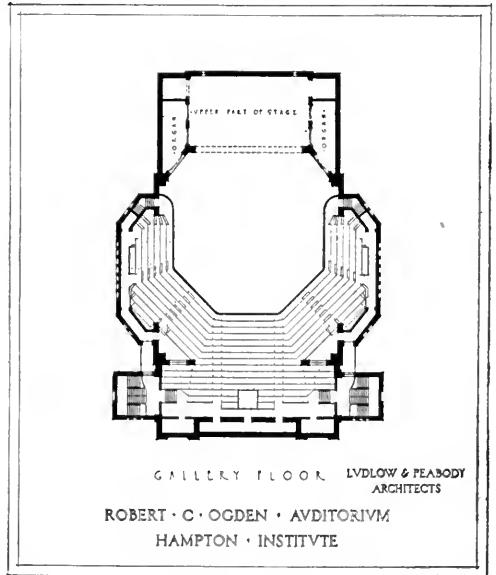 ·ORGAN·
·UPPER PART OF STAGE
·ORGAN·
GALLERY FLOOR
LVDLOW & PEABODY
ARCHITECTS
ROBERT · C · OGDEN · AVDITORIVM
HAMPTON · INSTITVTE